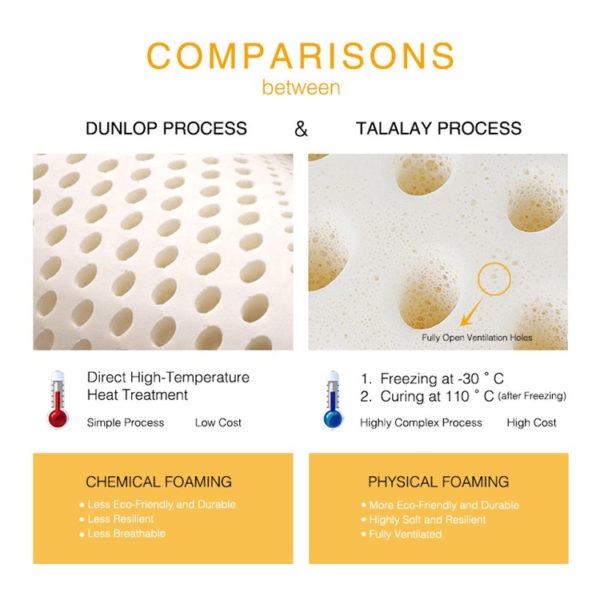 COMPARISONS
between
DUNLOP PROCESS & TALALAY PROCESS
Fully Open Ventilation Holes
Direct High-Temperature
Heat Treatment
Simple Process Low Cost
1. Freezing at -30 ° C
2. Curing at 110 ° C (after Freezing)
Highly Complex Process High Cost
CHEMICAL FOAMING
• Less Eco-Friendly and Durable
• Less Resilient
• Less Breathable
PHYSICAL FOAMING
• More Eco-Friendly and Durable
• Highly Soft and Resilient
• Fully Ventilated